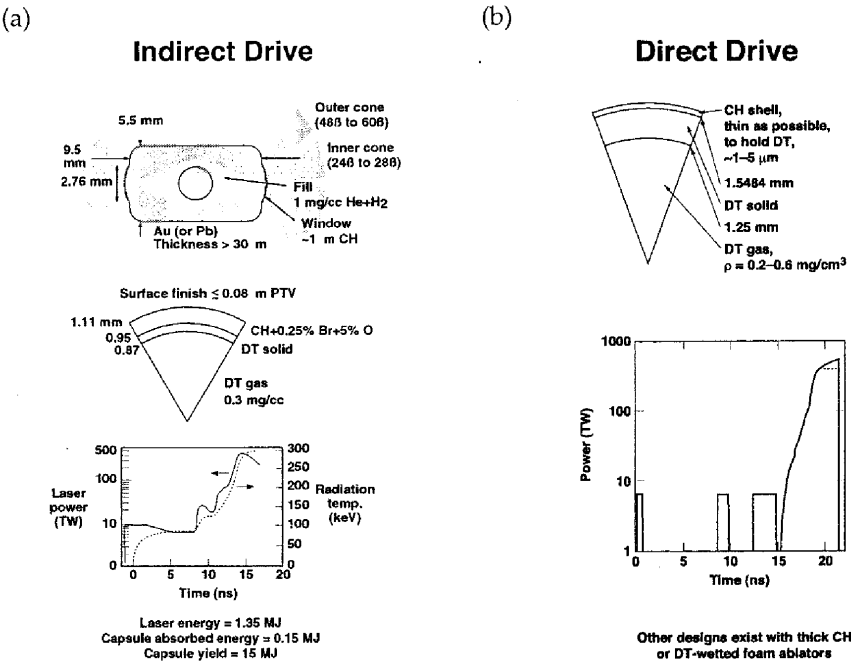 (a)
Indirect Drive
5.5 mm
Outer cone
(48ß to 60ß)
9.5
mm
Inner cone
(24ß to 28ß)
2.76 mm
Fill
1 mg/cc He+H2
Window
~1 m CH
Au (or Pb)
Thickness > 30 m
Surface finish ≤ 0.08 m PTV
1.11 mm
0.95
0.87
CH+0.25% Br+5% O
DT solid
DT gas
0.3 mg/cc
500
100
10
0
Laser
power
(TW)
300
250
200
150
100
50
0
Radiation
temp.
(keV)
0 5 10 15 20
Time (ns)
Laser energy = 1.35 MJ
Capsule absorbed energy = 0.15 MJ
Capsule yield = 15 MJ
(b)
Direct Drive
CH shell,
thin as possible,
to hold DT,
~1–5 µm
1.5484 mm
DT solid
1.25 mm
DT gas,
ρ = 0.2–0.6 mg/cm³
1000
100
10
1
Power (TW)
0 5 10 15 20
Time (ns)
Other designs exist with thick CH
or DT-wetted foam ablators